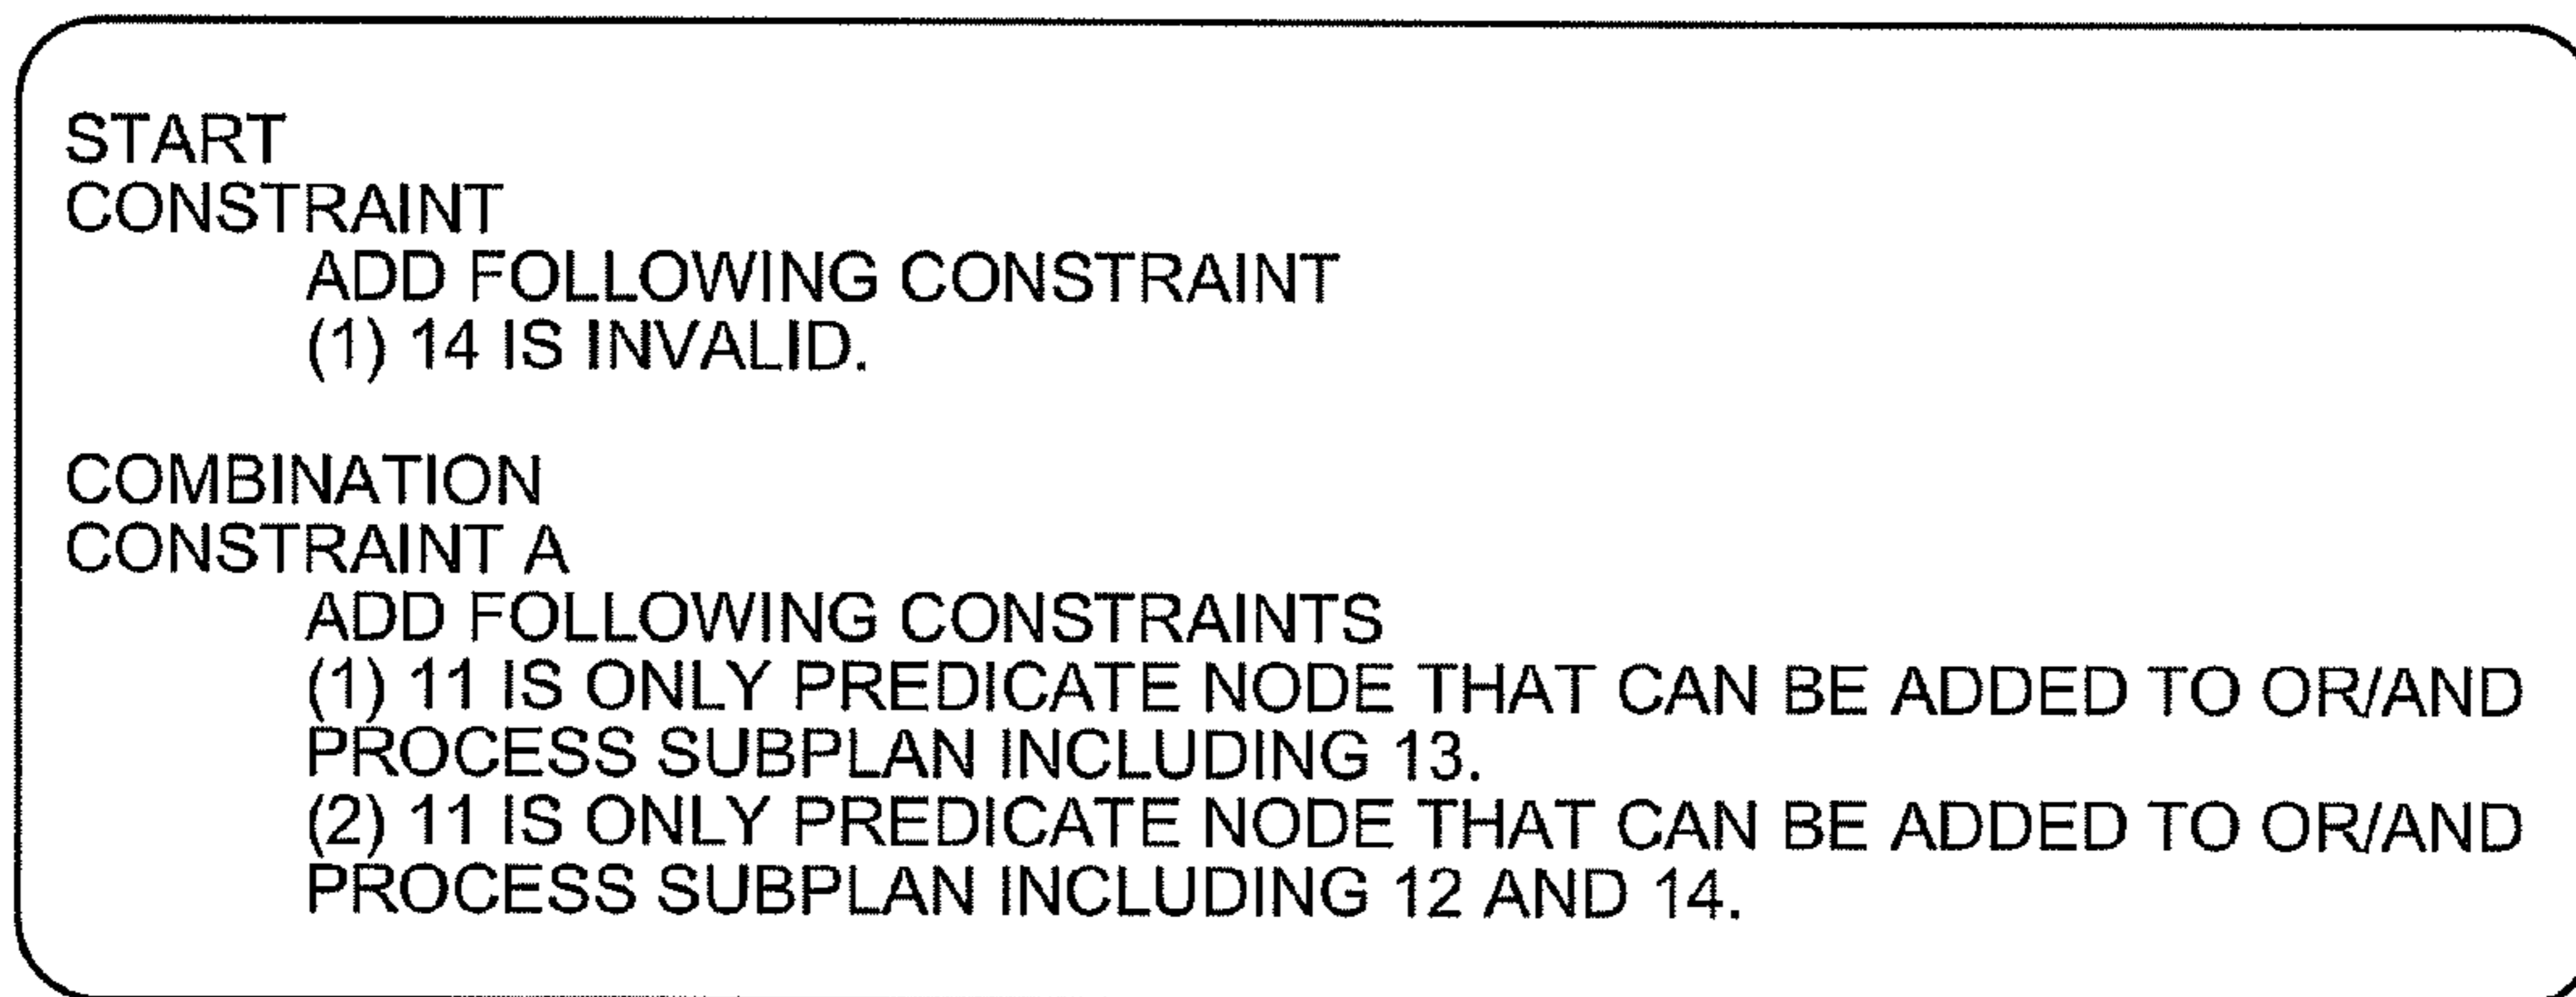 START
CONSTRAINT
ADD FOLLOWING CONSTRAINT
(1) 14 IS INVALID.
COMBINATION
CONSTRAINT A
ADD FOLLOWING CONSTRAINTS
(1) 11 IS ONLY PREDICATE NODE THAT CAN BE ADDED TO OR/AND
PROCESS SUBPLAN INCLUDING 13.
(2) 11 IS ONLY PREDICATE NODE THAT CAN BE ADDED TO OR/AND
PROCESS SUBPLAN INCLUDING 12 AND 14.